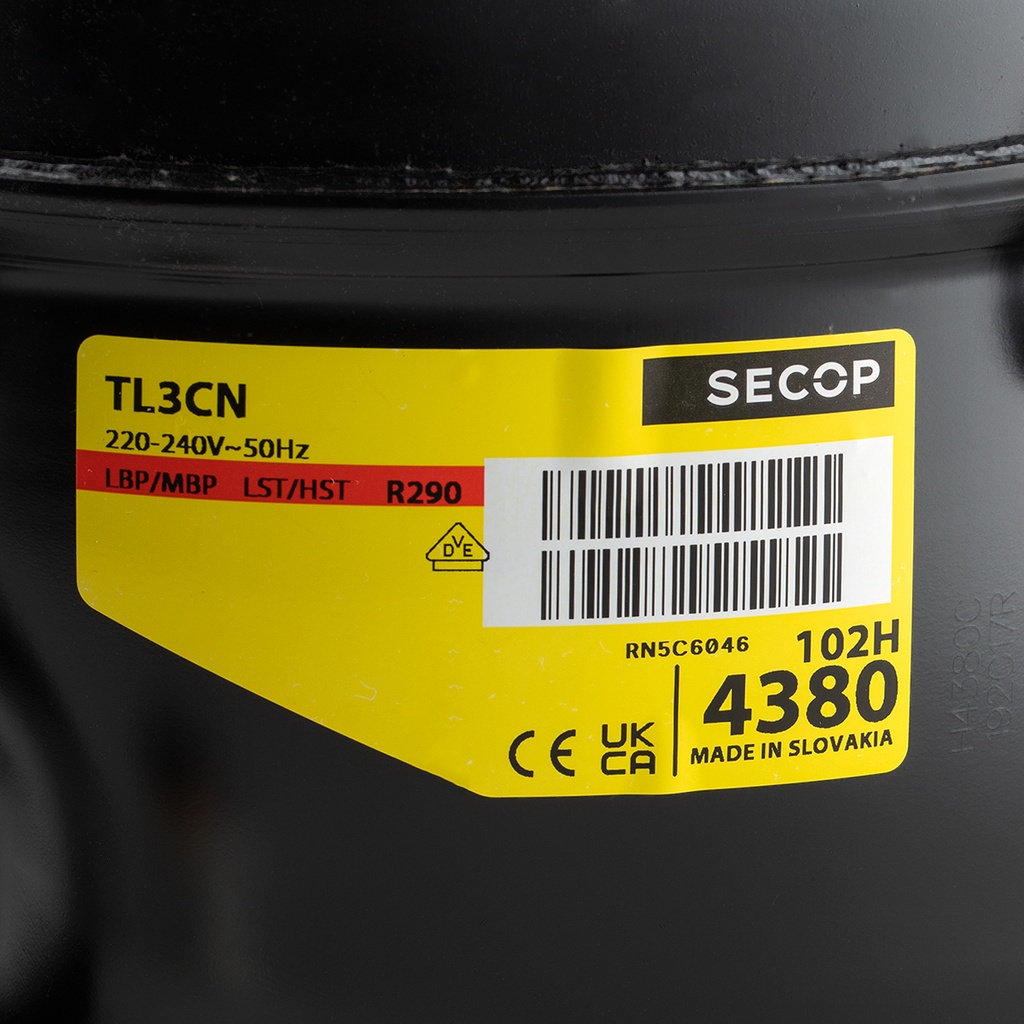 TL3CN
SECOP
220-240V~50Hz
LBP/MBP LST/HST R290
DVE
RN5C6046
102H
4380
CE UK CA
MADE IN SLOVAKIA
H4380C